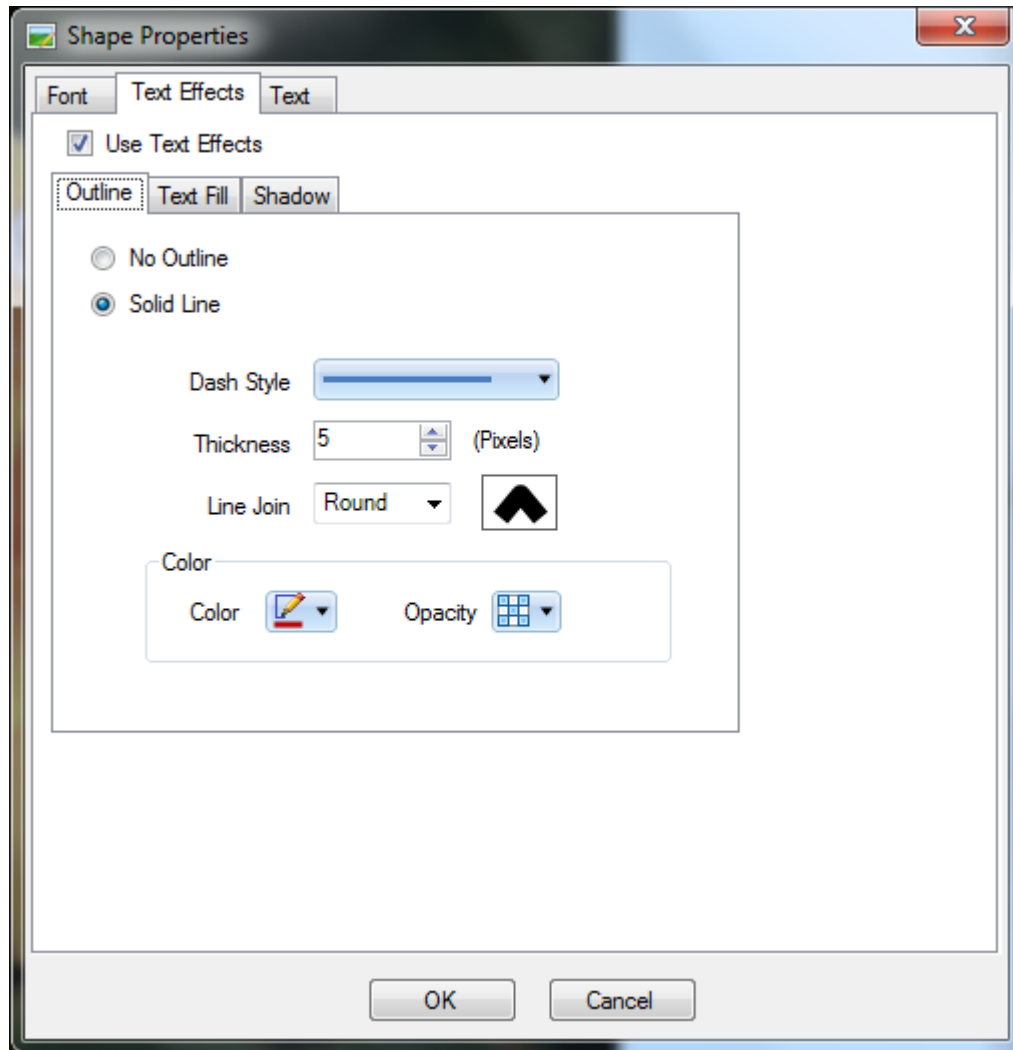 Shape Properties
Font Text Effects Text
Use Text Effects
Outline Text Fill Shadow
No Outline
Solid Line
Dash Style
Thickness 5 (Pixels)
Line Join Round
Color
Color Opacity
OK Cancel